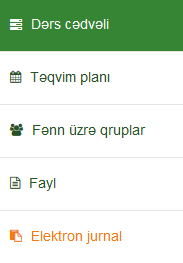 Dərs cədvəli
Təqvim planı
Fənn üzrə qruplar
Fayl
Elektron jurnal